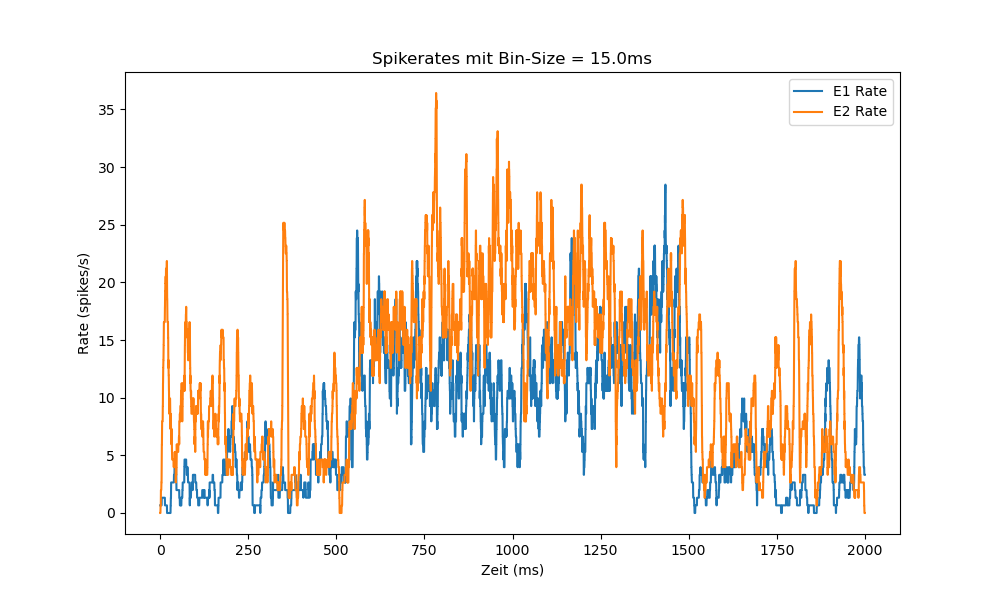 Spikerates mit Bin-Size = 15.0ms
E1 Rate
E2 Rate
Rate (spikes/s)
35
30
25
20
15
10
5
0
0 250 500 750 1000 1250 1500 1750 2000
Zeit (ms)